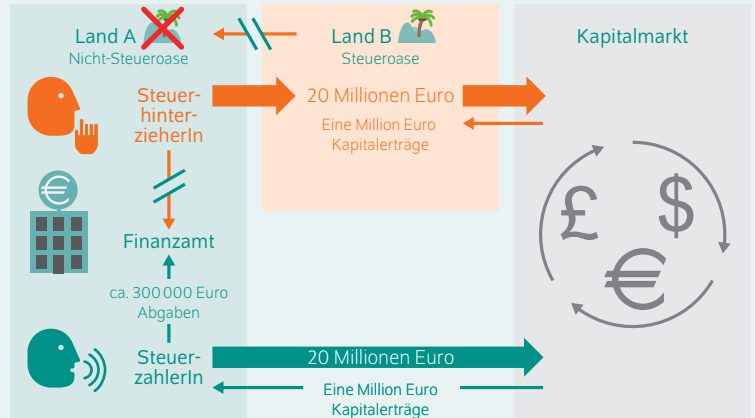 Land A
Nicht-Steueroase
Land B
Steueroase
Kapitalmarkt
Steuer-
hinter-
zieherIn
20 Millionen Euro
Eine Million Euro
Kapitalerträge
€
Finanzamt
ca. 300 000 Euro
Abgaben
Steuer-
zahlerIn
20 Millionen Euro
Eine Million Euro
Kapitalerträge
£
$
€